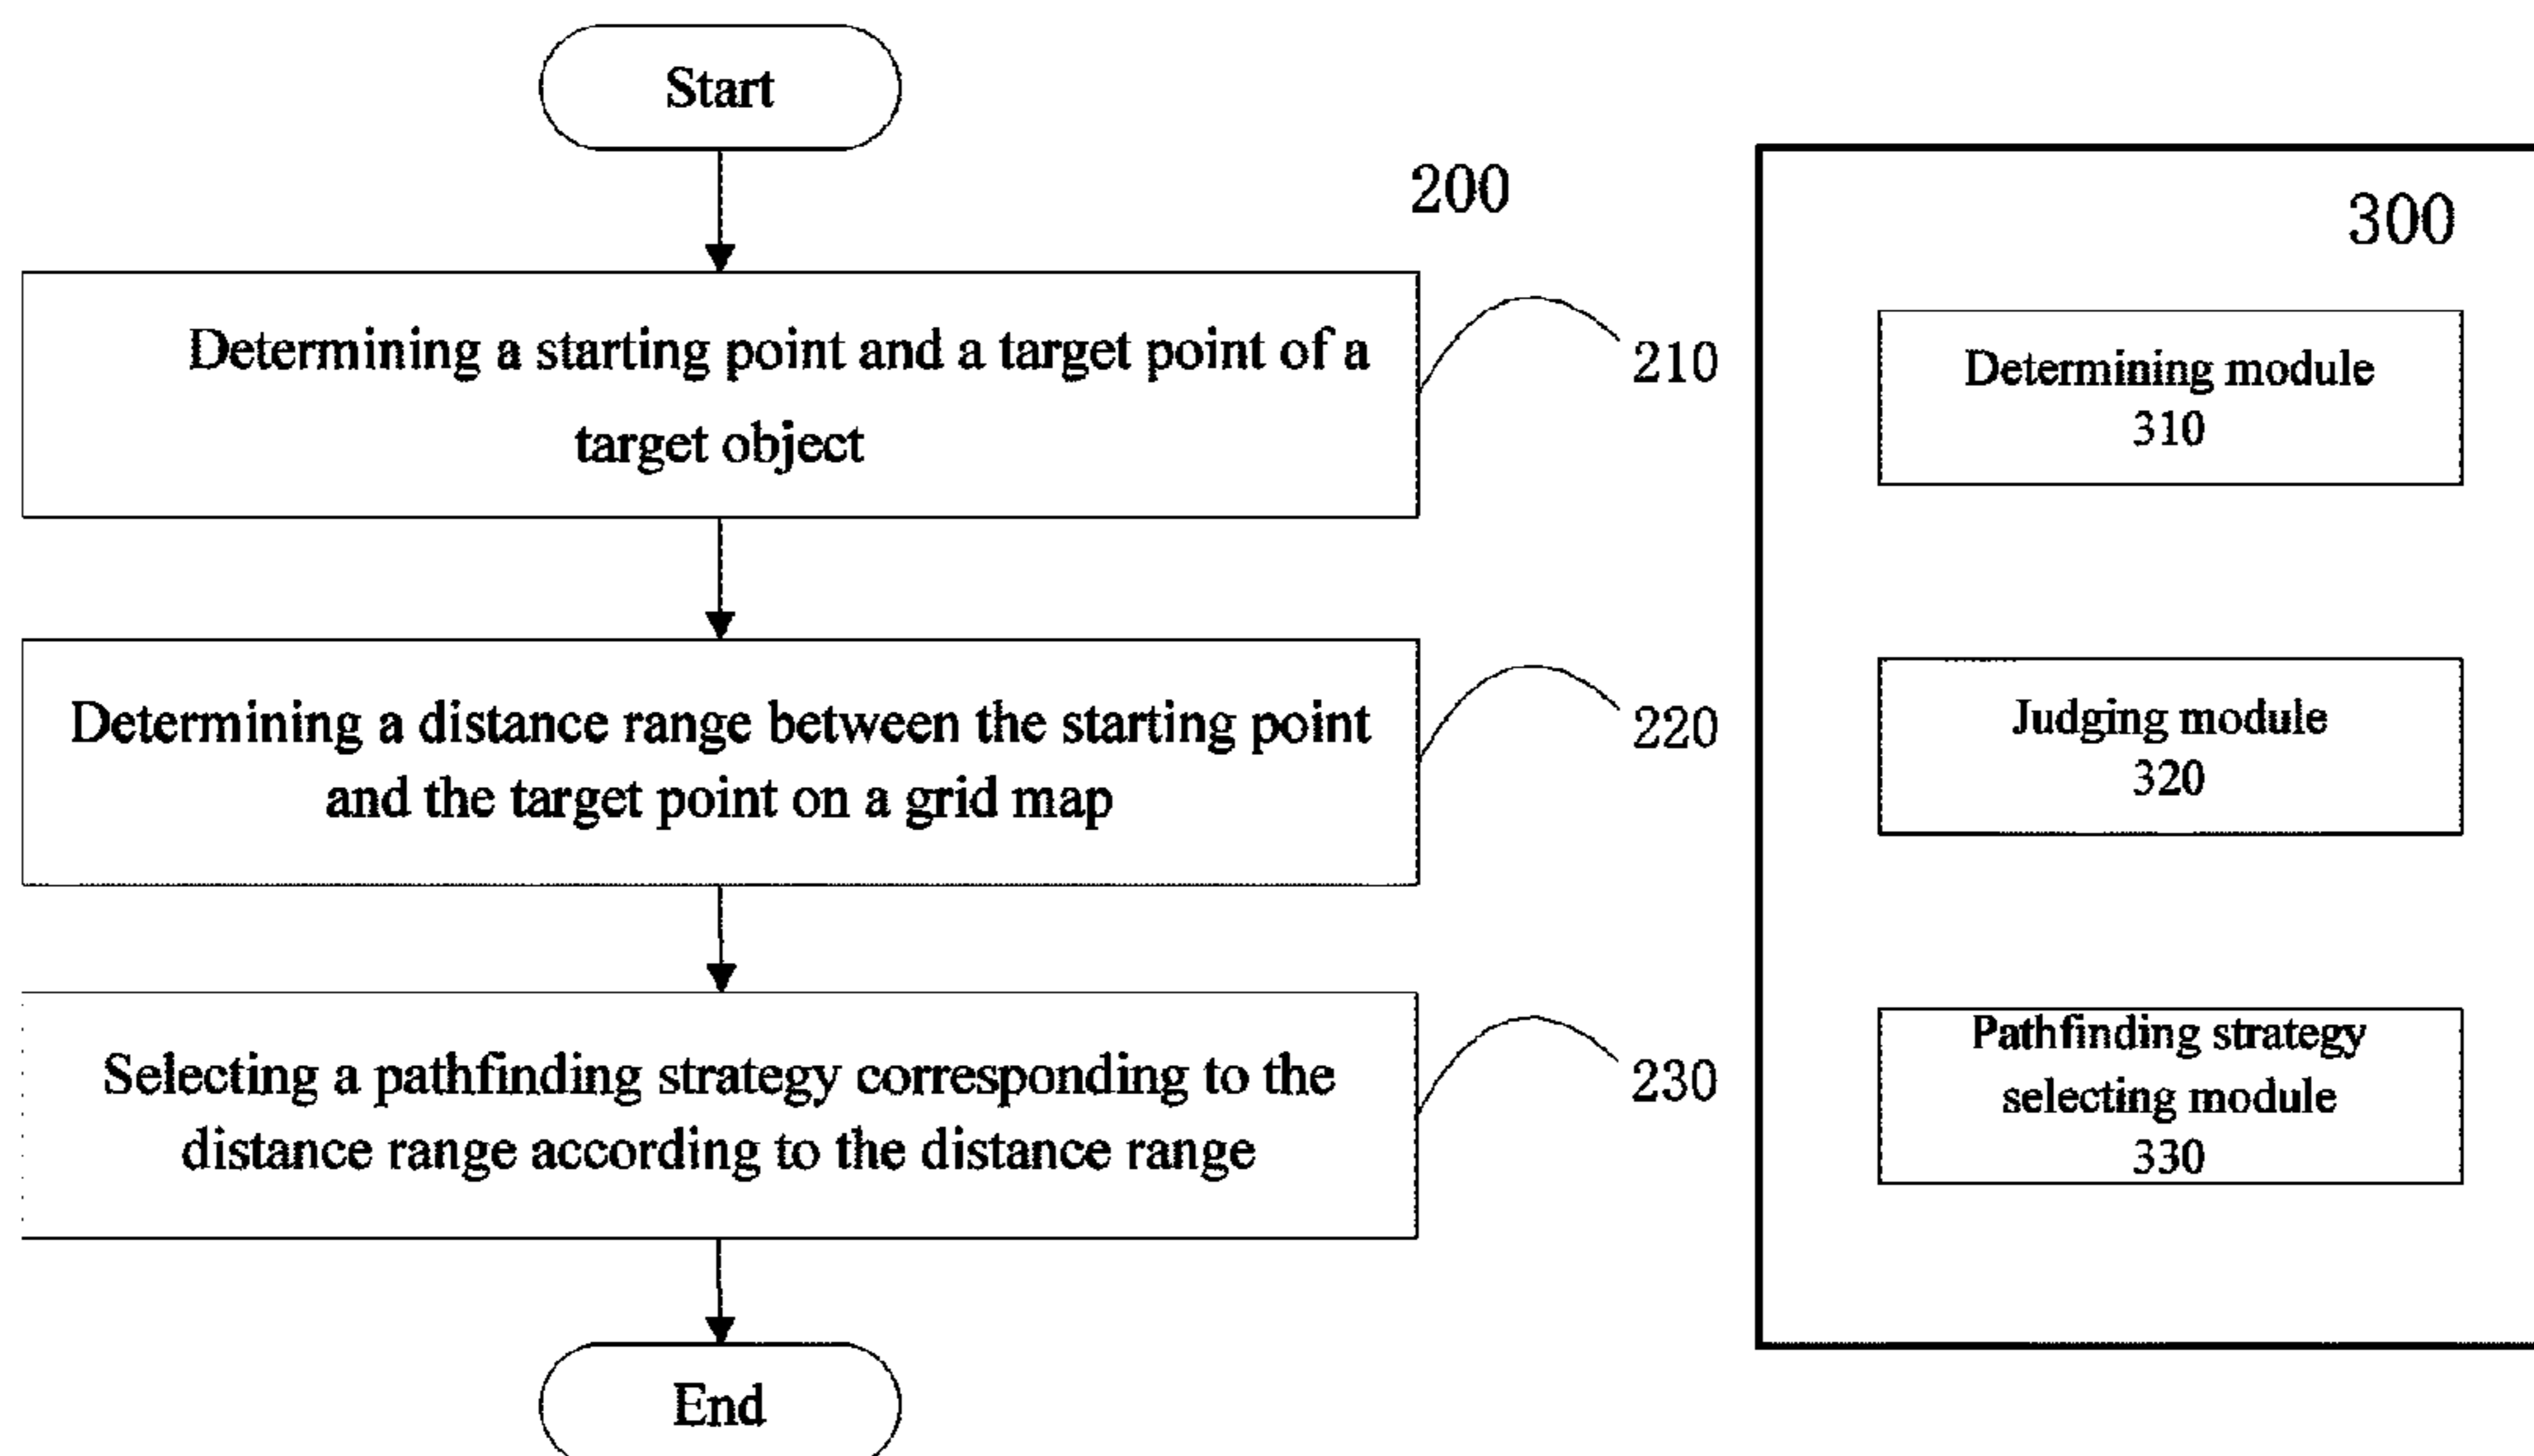 Start
200
Determining a starting point and a target point of a
target object
210
Determining a distance range between the starting point
and the target point on a grid map
220
Selecting a pathfinding strategy corresponding to the
distance range according to the distance range
230
End
300
Determining module
310
Judging module
320
Pathfinding strategy
selecting module
330